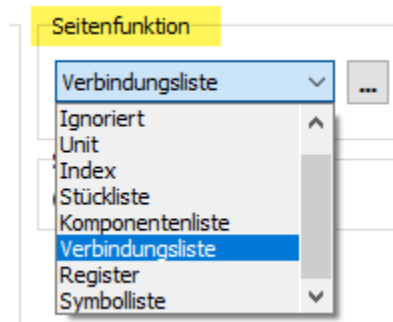 Seitenfunktion
Verbindungsliste
...
Ignoriert
Unit
Index
Stückliste
Komponentenliste
Verbindungsliste
Register
Symbolliste